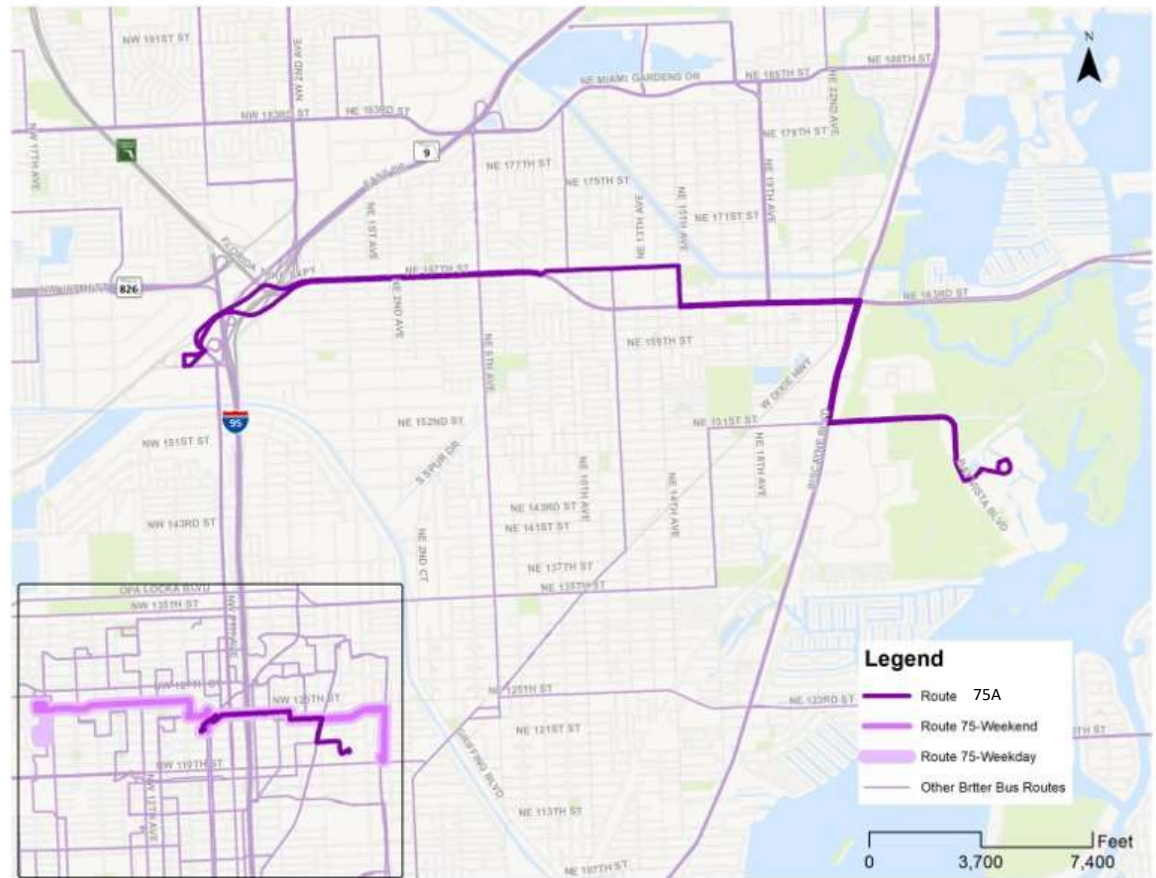 NW 191ST ST
NW 2ND AVE
N
NE 186TH ST
NE 185TH ST
NE MIAMI GARDENS DR
NE 22ND AVE
NW 17TH AVE
NW 183RD ST
NE 183RD ST
NE 179TH ST
9
NE 177TH ST
NE 175TH ST
NE 19TH AVE
NE 1ST AVE
NE 13TH AVE
NE 15TH AVE
NE 171ST ST
NE 167TH ST
826
NE 2ND AVE
NE 163RD ST
NE 159TH ST
NE 6TH AVE
W DIXIE HWY
95
NE 152ND ST
NE 151ST ST
NW 151ST ST
S SPUR DR
NE 18TH AVE
BISCAYNE BLVD
NE 10TH AVE
NE 14TH AVE
NE 143RD ST
NW 143RD ST
NE 141ST ST
NE 2ND CT
NE 137TH ST
NE 135TH ST
OPA LOCKA BLVD
NW 135TH ST
NW 125TH ST
NE 125TH ST
NE 123RD ST
NE 121ST ST
GRIFFING BLVD
NW 119TH ST
NE 113TH ST
NE 107TH ST
Legend
Route 75A
Route 75-Weekend
Route 75-Weekday
Other Brtter Bus Routes
Feet
0 3,700 7,400